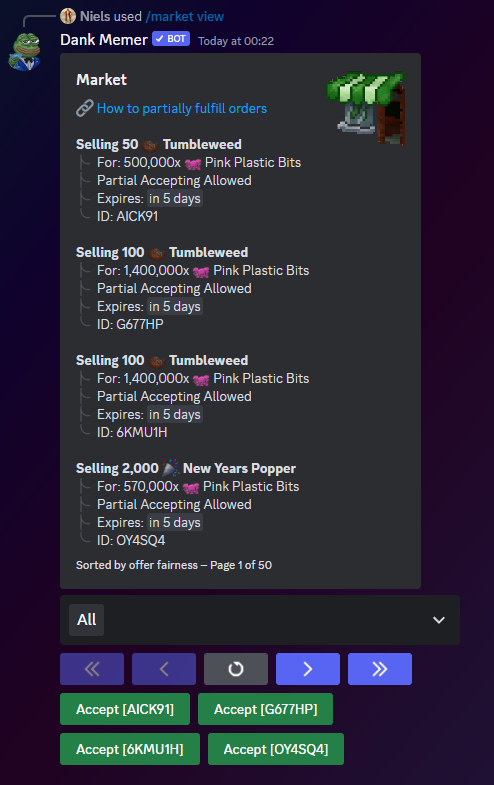 Niels used /market view
Dank Memer ✓ BOT Today at 00:22
Market
How to partially fulfill orders
Selling 50 Tumbleweed
For: 500,000x Pink Plastic Bits
Partial Accepting Allowed
Expires: in 5 days
ID: AICK91
Selling 100 Tumbleweed
For: 1,400,000x Pink Plastic Bits
Partial Accepting Allowed
Expires: in 5 days
ID: G677HP
Selling 100 Tumbleweed
For: 1,400,000x Pink Plastic Bits
Partial Accepting Allowed
Expires: in 5 days
ID: 6KMU1H
Selling 2,000 New Years Popper
For: 570,000x Pink Plastic Bits
Partial Accepting Allowed
Expires: in 5 days
ID: OY4SQ4
Sorted by offer fairness – Page 1 of 50
All
Accept [AICK91] Accept [G677HP]
Accept [6KMU1H] Accept [OY4SQ4]